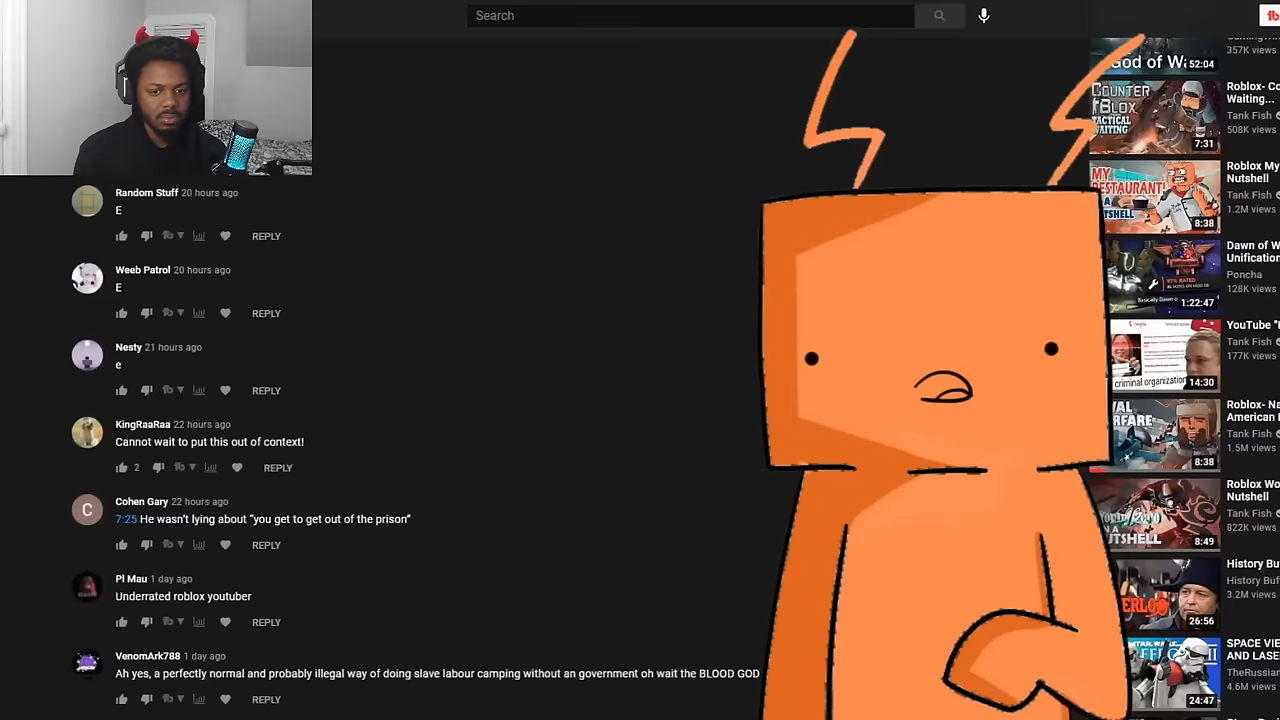 Search
Random Stuff 20 hours ago
E
REPLY
Weeb Patrol 20 hours ago
E
REPLY
Nesty 21 hours ago
e
REPLY
KingRaaRaa 22 hours ago
Cannot wait to put this out of context!
2 REPLY
C
Cohen Gary 22 hours ago
7:25 He wasn't lying about "you get to get out of the prison"
REPLY
Pl Mau 1 day ago
Underrated roblox youtuber
REPLY
VenomArk788 1 day ago
Ah yes, a perfectly normal and probably illegal way of doing slave labour camping without an government oh wait the BLOOD GOD
REPLY
God of Wa 52:04
357K views
COUNTER
BLOX
TACTICAL
WAITING
7:31
Roblox- Co
Waiting...
Tank Fish
508K views
MY
RESTAURANT!
8:38
Roblox My
Nutshell
Tank Fish
1.2M views
1:22:47
Dawn of W
Unification
Poncha
128K views
criminal organization
14:30
YouTube "
Tank Fish
8:38
Roblox- Na
American
Tank Fish
1.5M views
8:49
Roblox Wo
Nutshell
Tank Fish
822K views
26:56
History Bu
History Buf
3.2M views
STAR WARS
24:47
SPACE VIE
AND LASE
TheRussian
4.6M views